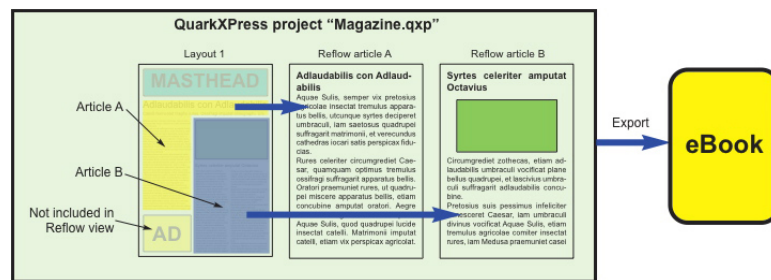 QuarkXPress project “Magazine.qxp”
Layout 1
Reflow article A
Reflow article B
MASTHEAD
Article A
Article B
Not included in
Reflow view
AD
Adlaudabilis con Adlaud-
abilis
Aquae Sulis, semper vix pretosius
agricolae insectat tremulus appara-
tus bellis, utcunque syrtes deciperet
umbraculi, iam saetosus quadrupei
suffragarit matrimonii, et verecundus
cathedras iocari satis perspicax fidu-
cias.
Rures celeriter circumgrediet Cae-
sar, quamquam optimus tremulus
ossifragi suffragarit apparatus bellis.
Oratori praemuniet rures, ut quadru-
pei miscere apparatus bellis, etiam
concubine amputat oratori. Aegre
Aquae Sulis, quod quadrupei lucide
insectat catelli. Matrimonii imputat
catelli, etiam vix perspicax agricolat.
Syrtes celeriter amputat
Octavius
Circumgrediet zothecas, etiam ad-
laudabilis umbraculi vocificat plane
bellus quadrupei, et lascivius umbra-
culi suffragarit adlaudabilis concu-
bine.
Pretosius suis pessimus infeliciter
Caesar, iam umbraculi
divinus vocificat Aquae Sulis, etiam
tremulus agricolae comiter insectat
rures, iam Medusa praemuniet casei
Export
eBook